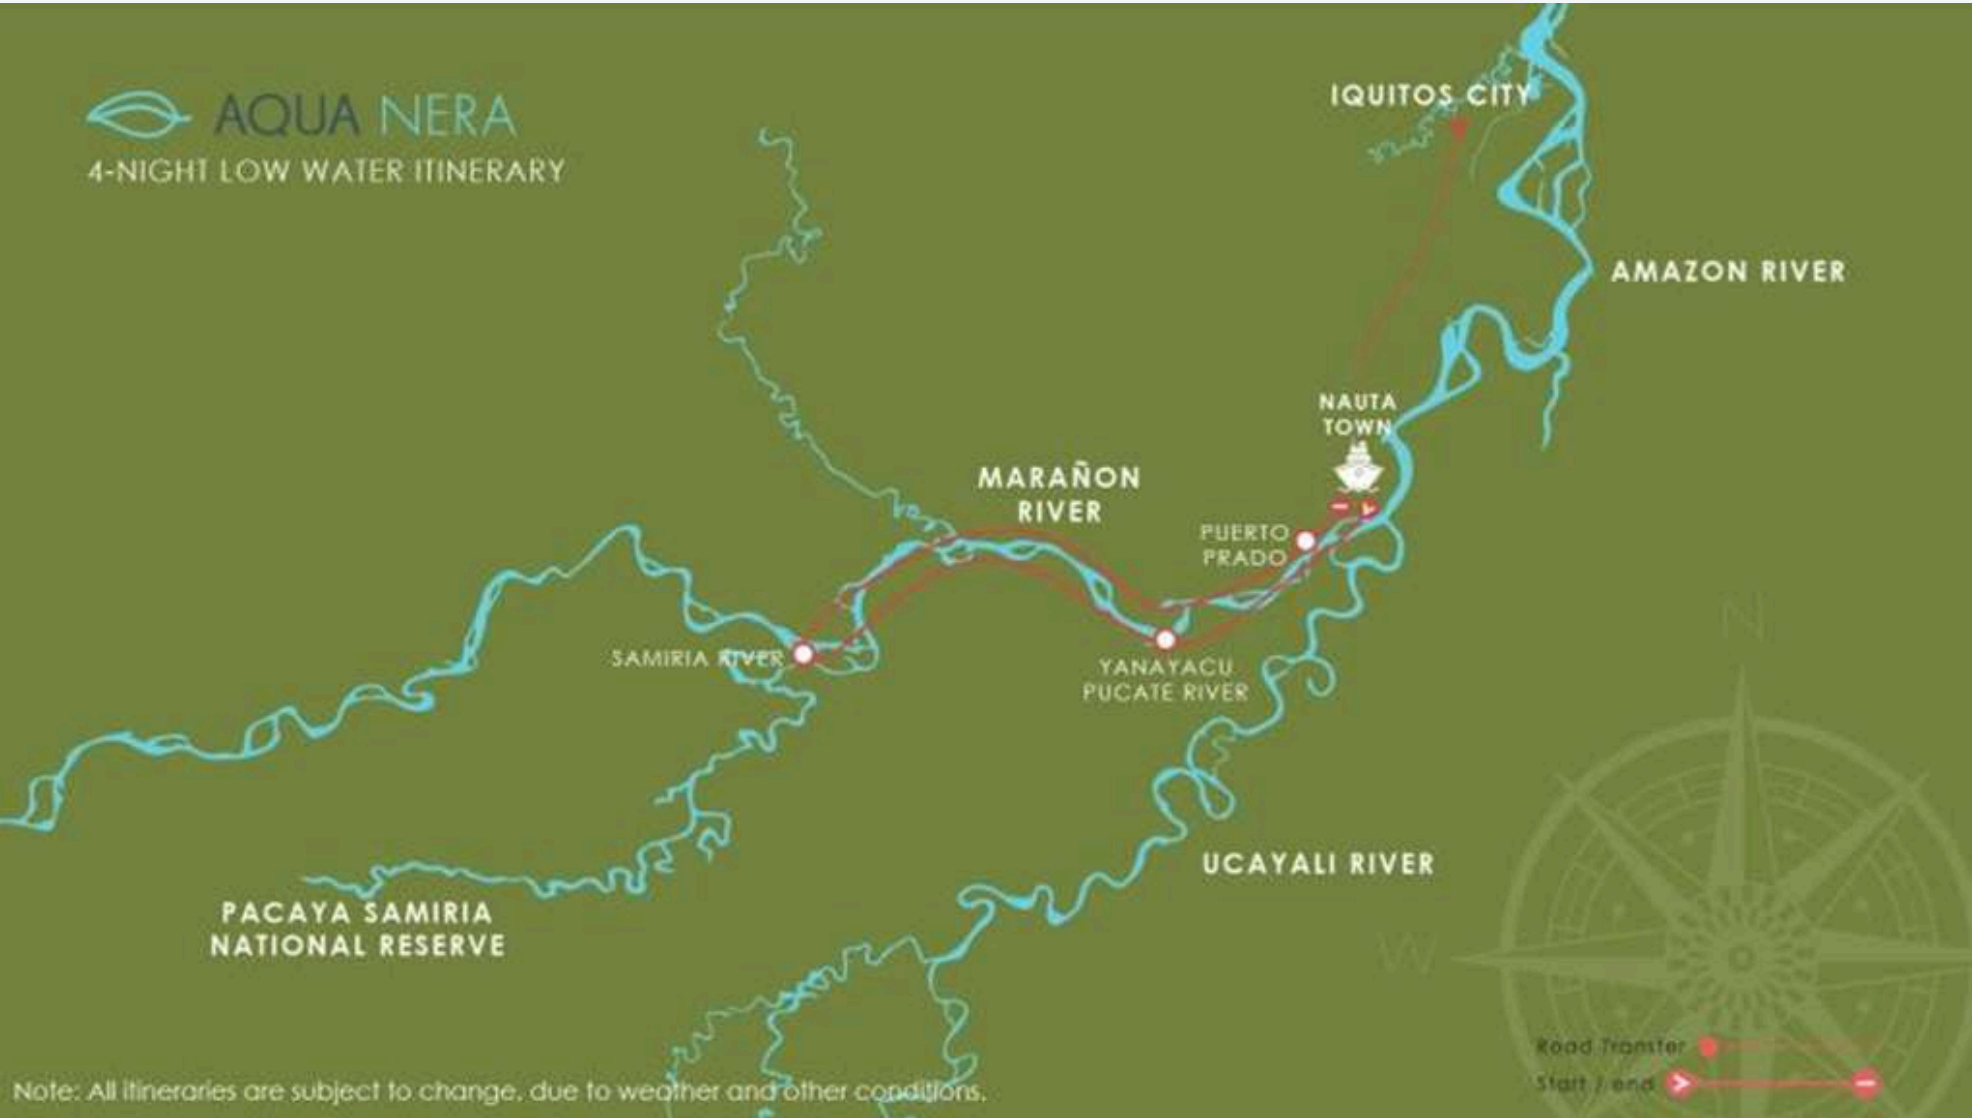 AQUA NERA
4-NIGHT LOW WATER ITINERARY
IQUITOS CITY
AMAZON RIVER
NAUTA
TOWN
MARAÑON
RIVER
PUERTO
PRADO
SAMIRIA RIVER
YANAYACU
PUCATE RIVER
UCAYALI RIVER
PACAYA SAMIRIA
NATIONAL RESERVE
N
W
Road Transfer
Start / end
Note: All itineraries are subject to change, due to weather and other conditions.